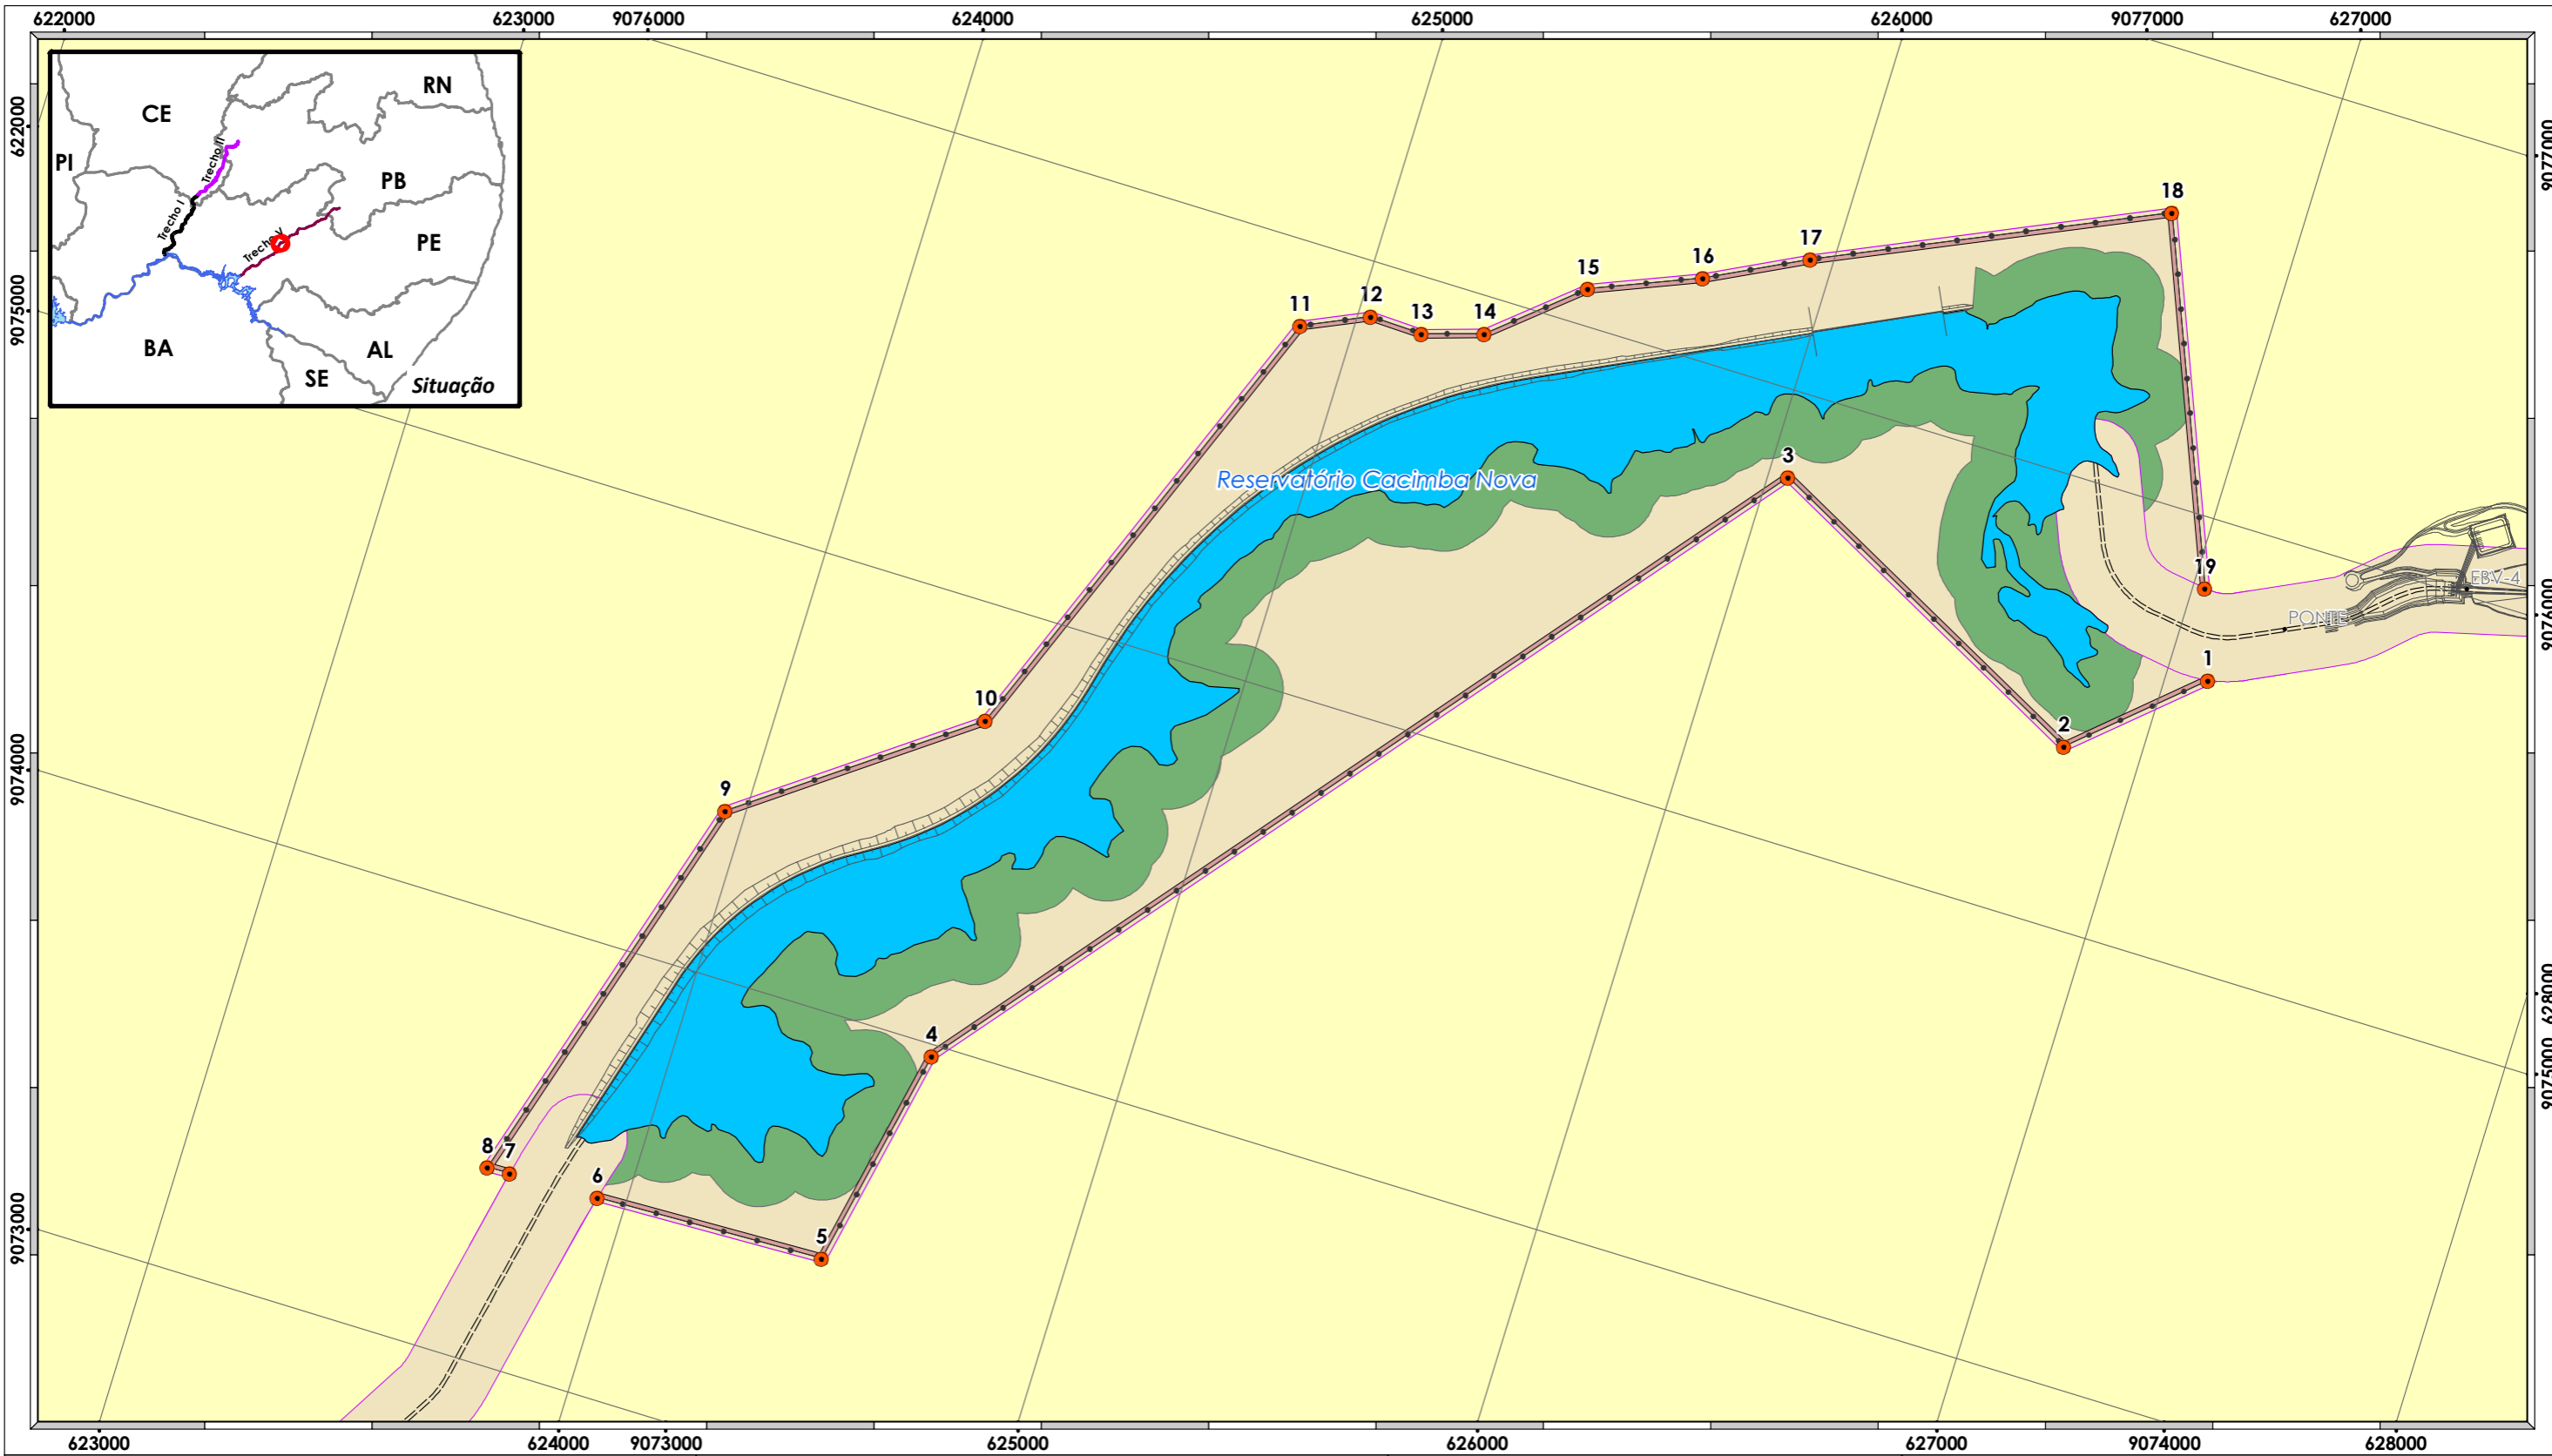 622000 623000 9076000 624000 625000 626000 9077000 627000
622000
9075000
9074000
9073000
RN
CE
PI
Trecho II
PB
Trecho I
Trecho V
PE
BA
AL
SE
Situação
18
17
16
15
11 12 13 14
3
Reservatório Cacimba Nova
19
EBV-4
PONTE
1
2
10
9
4
8 7
6
5
9077000
9076000
628000
9075000
623000 624000 9073000 625000 626000 627000 9074000 628000